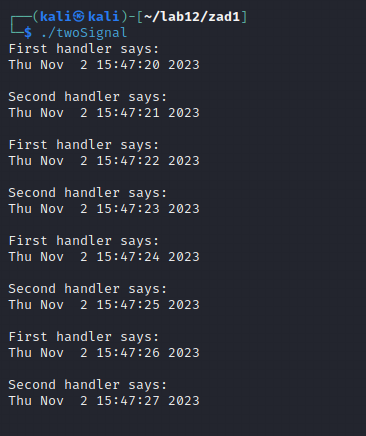 ┌──(kali㉿kali)-[~/lab12/zad1]
└─$ ./twoSignal
First handler says:
Thu Nov  2 15:47:20 2023

Second handler says:
Thu Nov  2 15:47:21 2023

First handler says:
Thu Nov  2 15:47:22 2023

Second handler says:
Thu Nov  2 15:47:23 2023

First handler says:
Thu Nov  2 15:47:24 2023

Second handler says:
Thu Nov  2 15:47:25 2023

First handler says:
Thu Nov  2 15:47:26 2023

Second handler says:
Thu Nov  2 15:47:27 2023